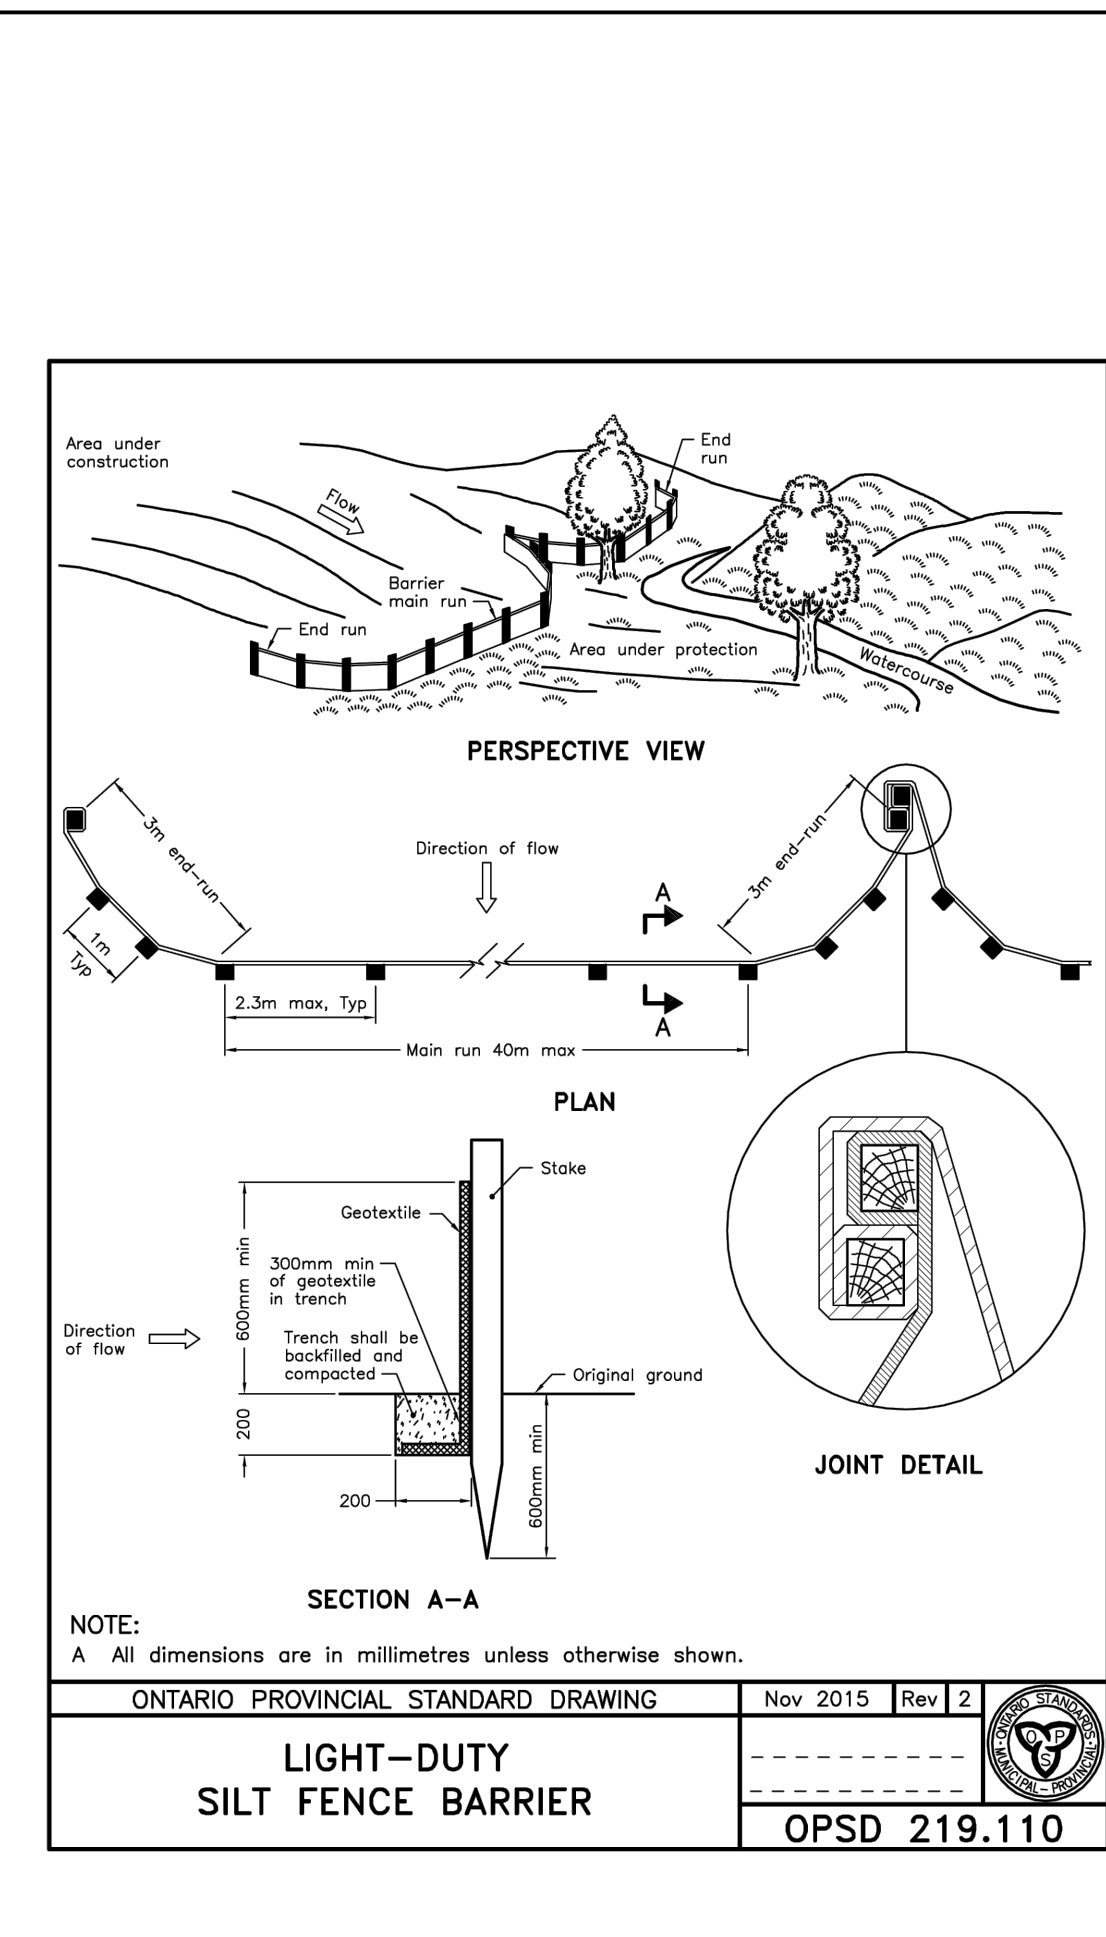 Area under
construction
Flow
End
run
Barrier
main run
End run
Area under protection
Watercourse
PERSPECTIVE VIEW
3m end-run
Direction of flow
3m end-run
A
1m
Typ
2.3m max, Typ
A
Main run 40m max
PLAN
Stake
Geotextile
600mm min
300mm min
of geotextile
in trench
Direction
of flow
Trench shall be
backfilled and
compacted
Original ground
200
600mm min
200
JOINT DETAIL
SECTION A-A
NOTE:
A All dimensions are in millimetres unless otherwise shown.
ONTARIO PROVINCIAL STANDARD DRAWING
Nov 2015
Rev
2
LIGHT-DUTY
SILT FENCE BARRIER
ONTARIO STANDARDS
MUNICIPAL-PROVINCIAL
O P
S
OPSD 219.110